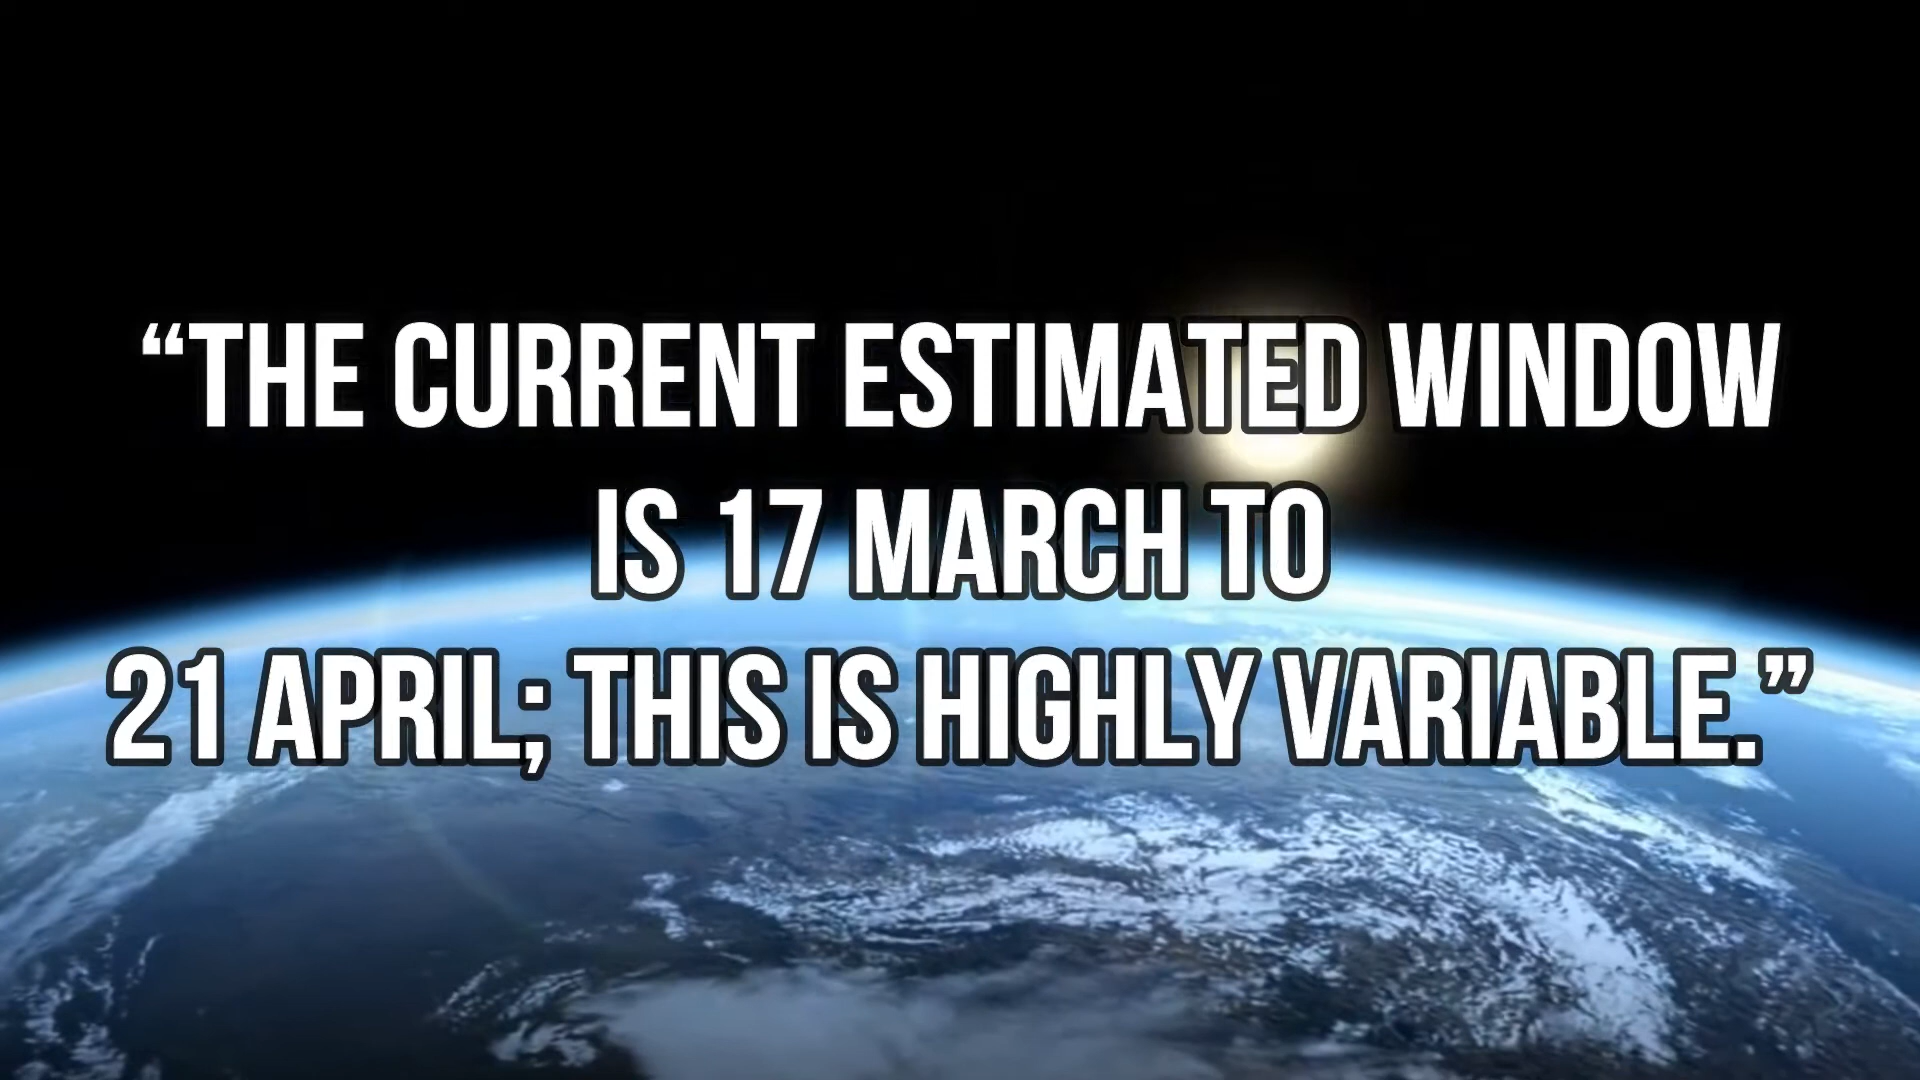 “THE CURRENT ESTIMATED WINDOW
IS 17 MARCH TO
21 APRIL; THIS IS HIGHLY VARIABLE.”